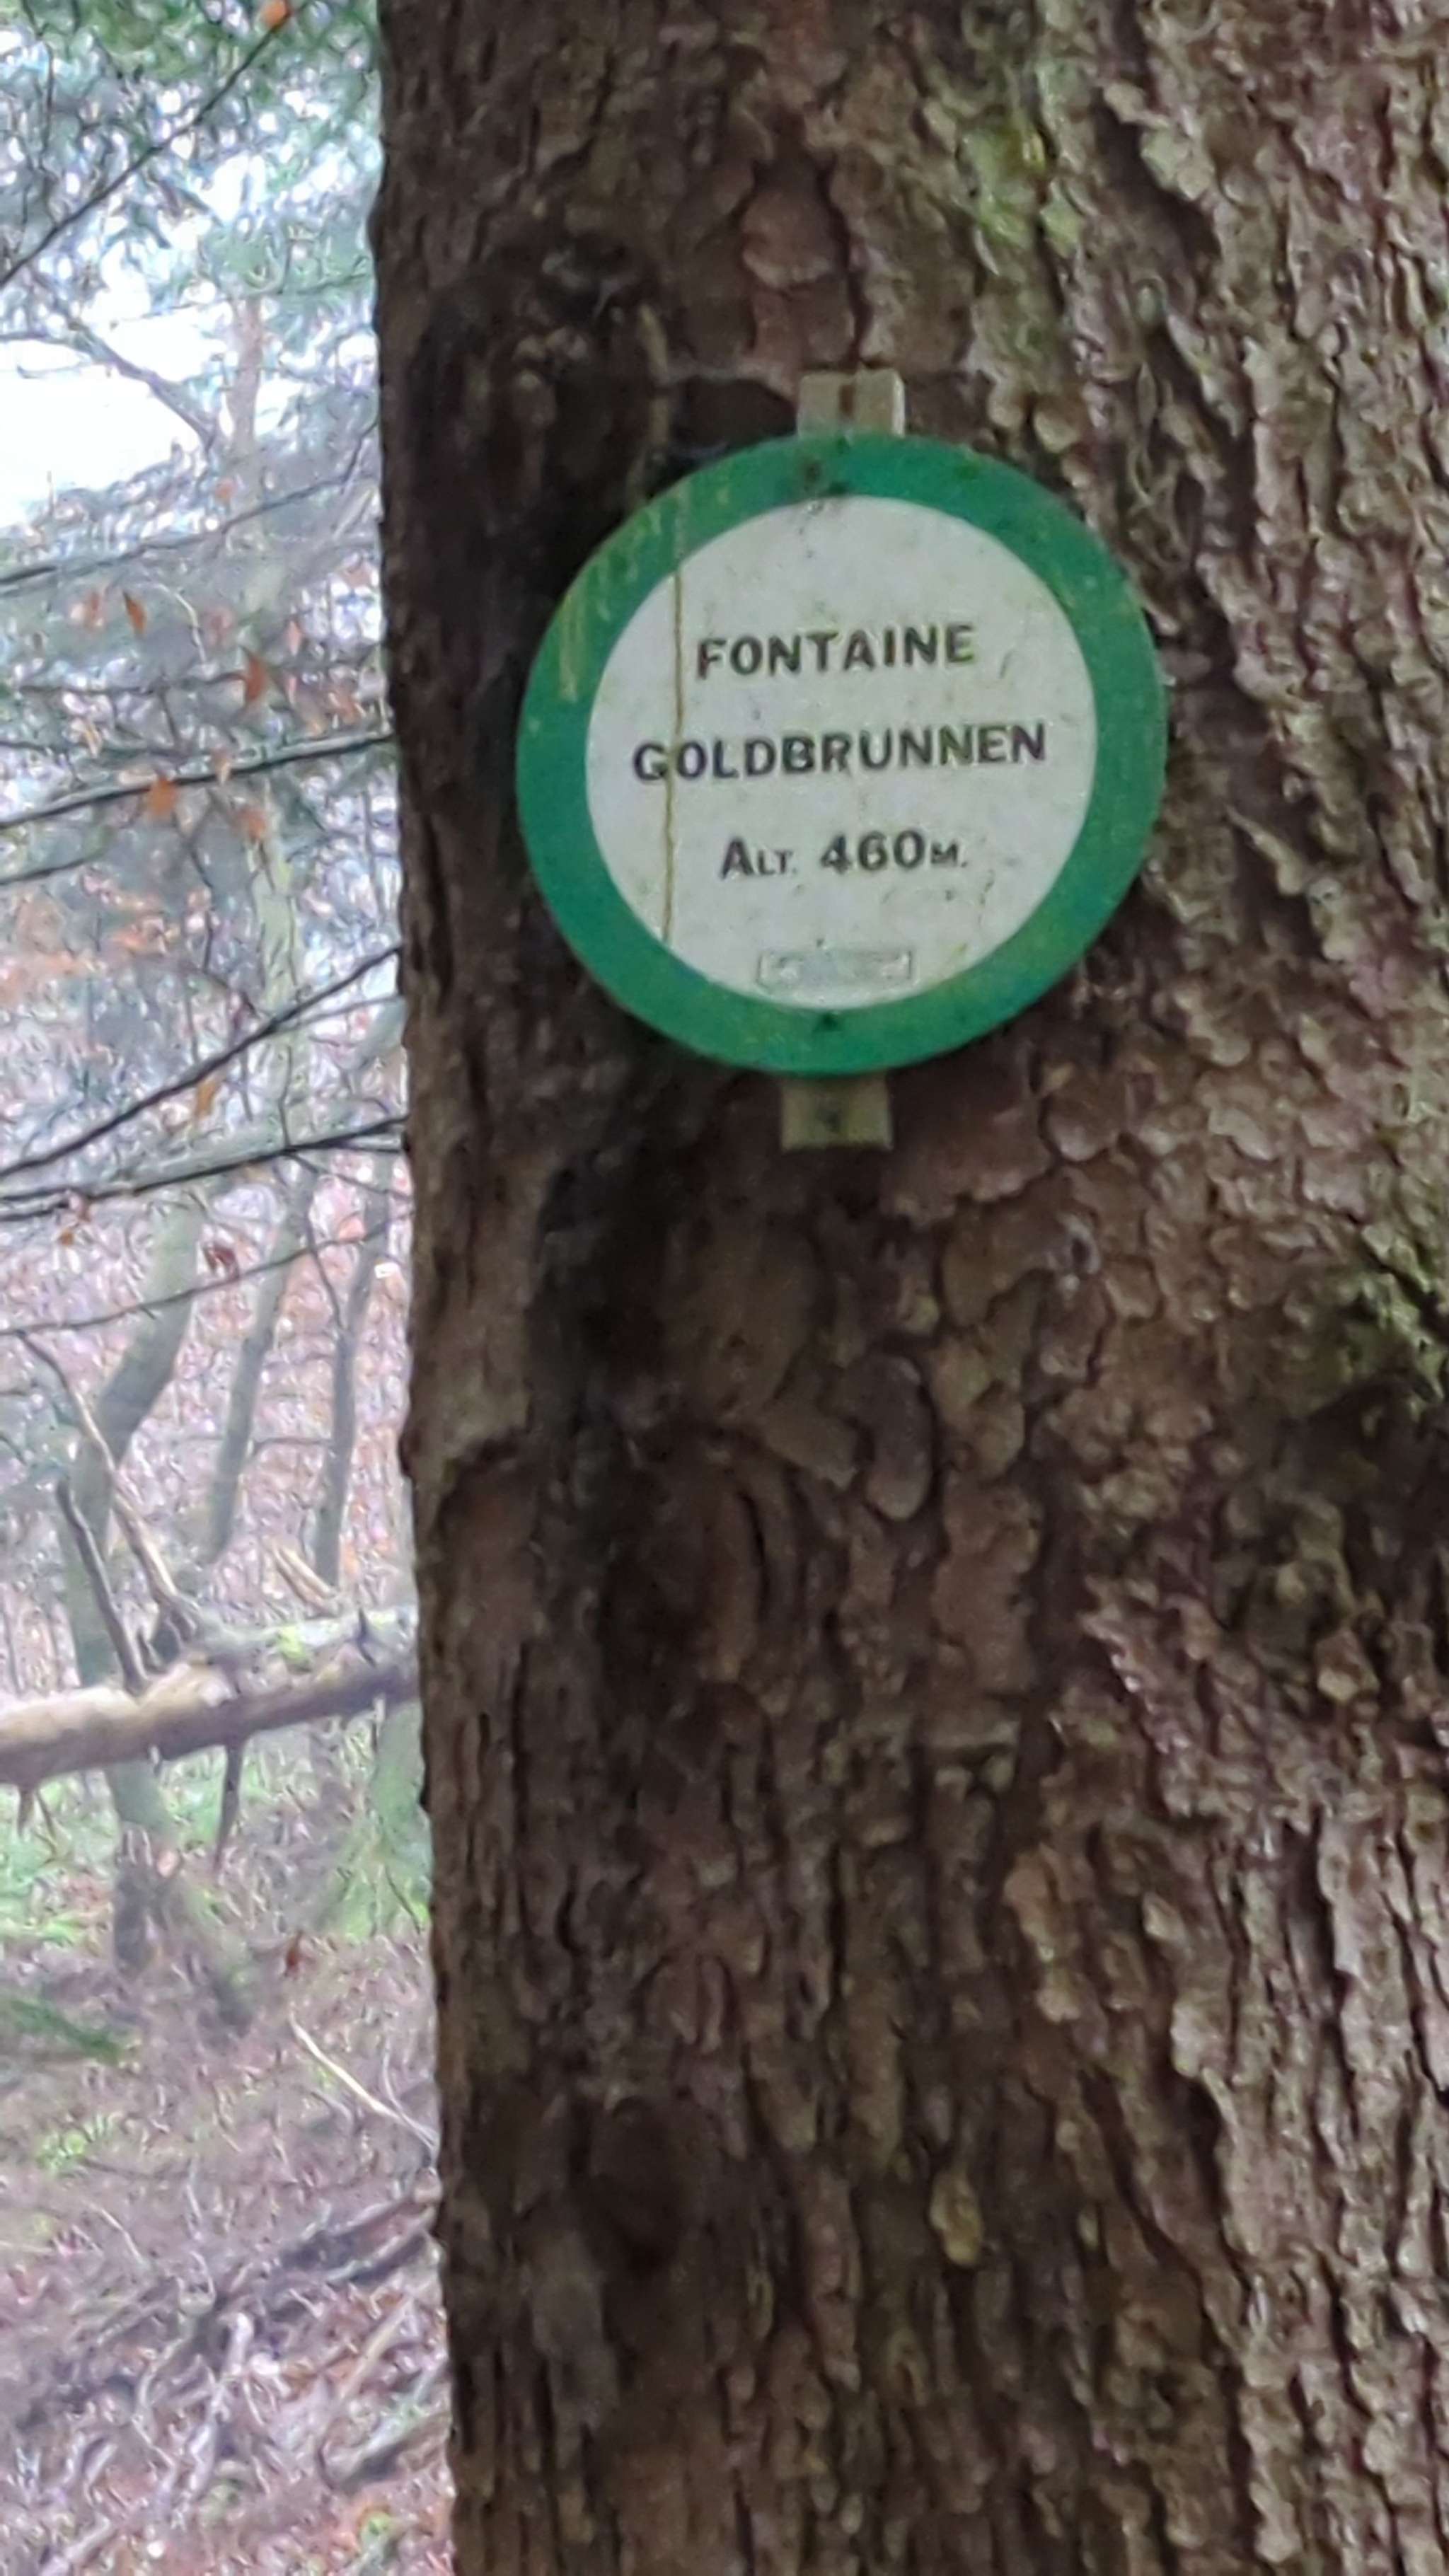 FONTAINE
GOLDBRUNNEN
ALT. 460M.